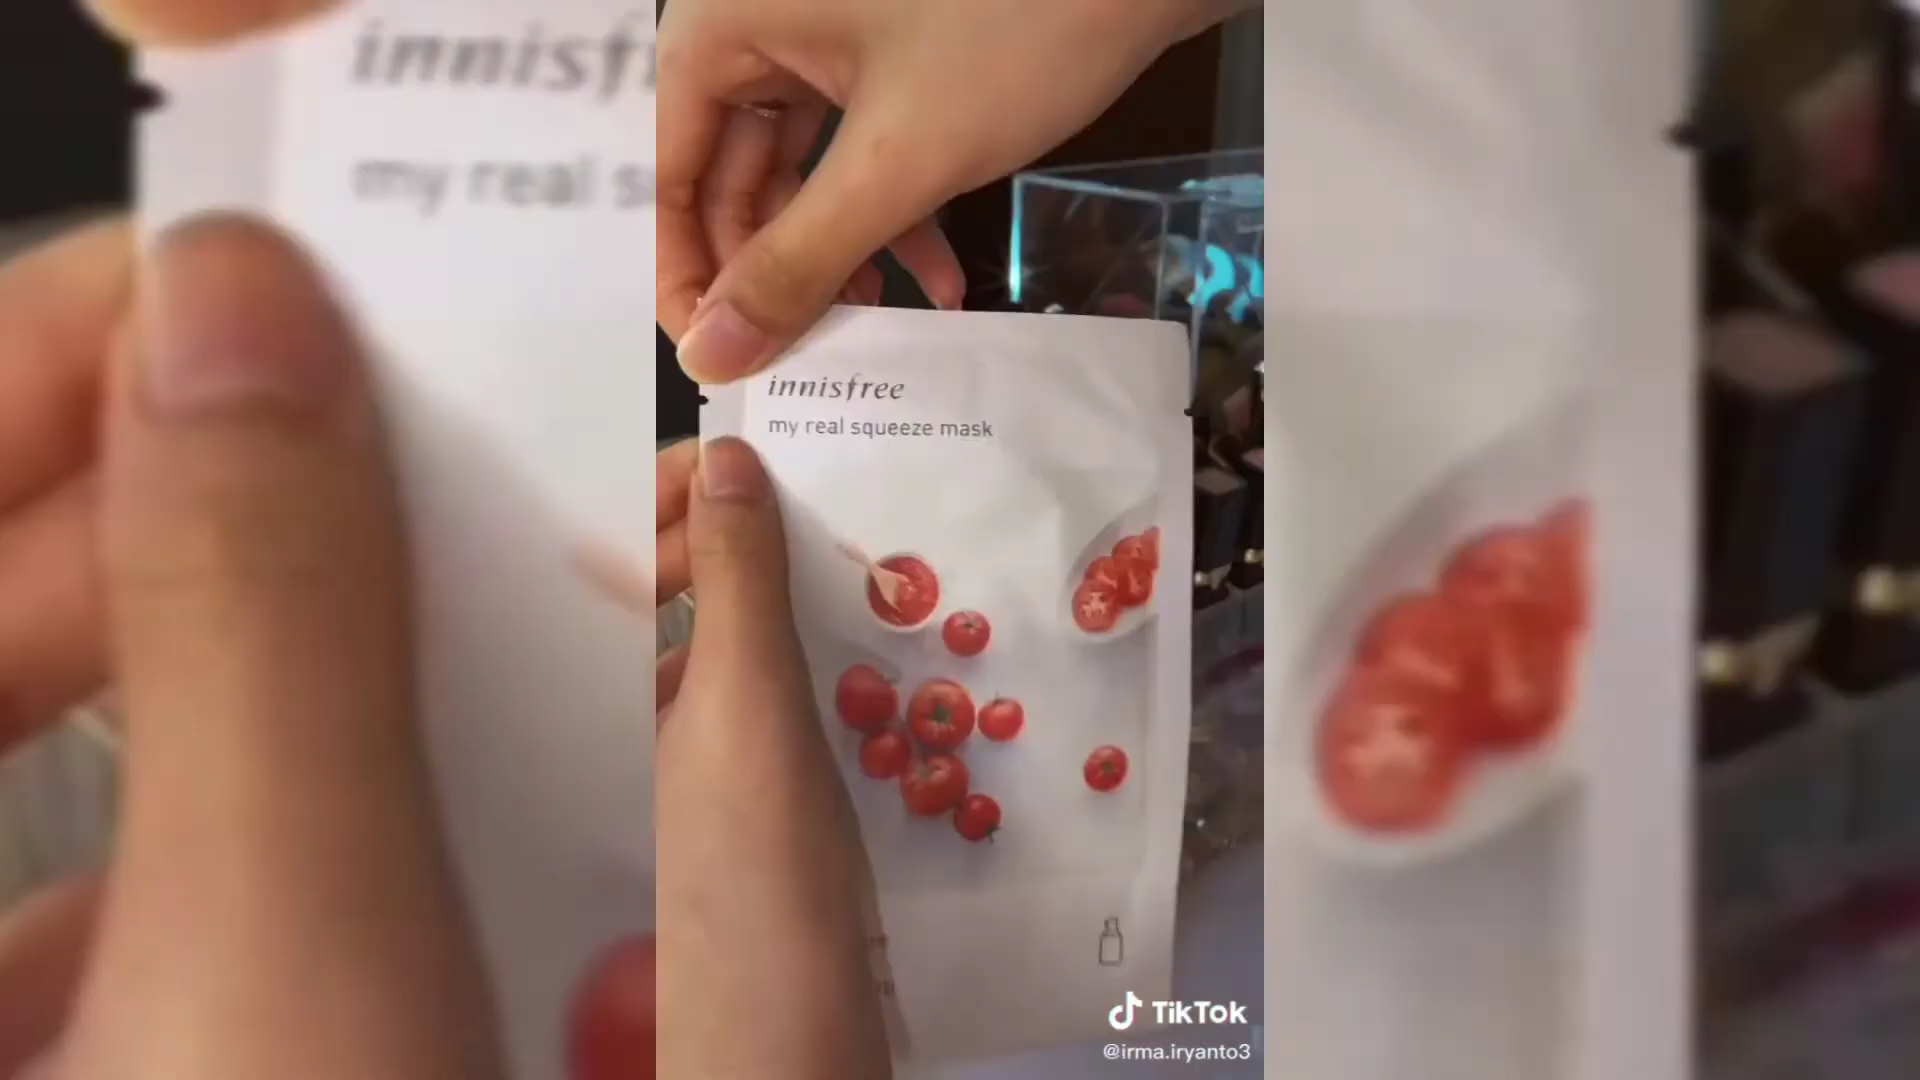 innisfree
my real squeeze mask
TikTok
@irma.iryanto3